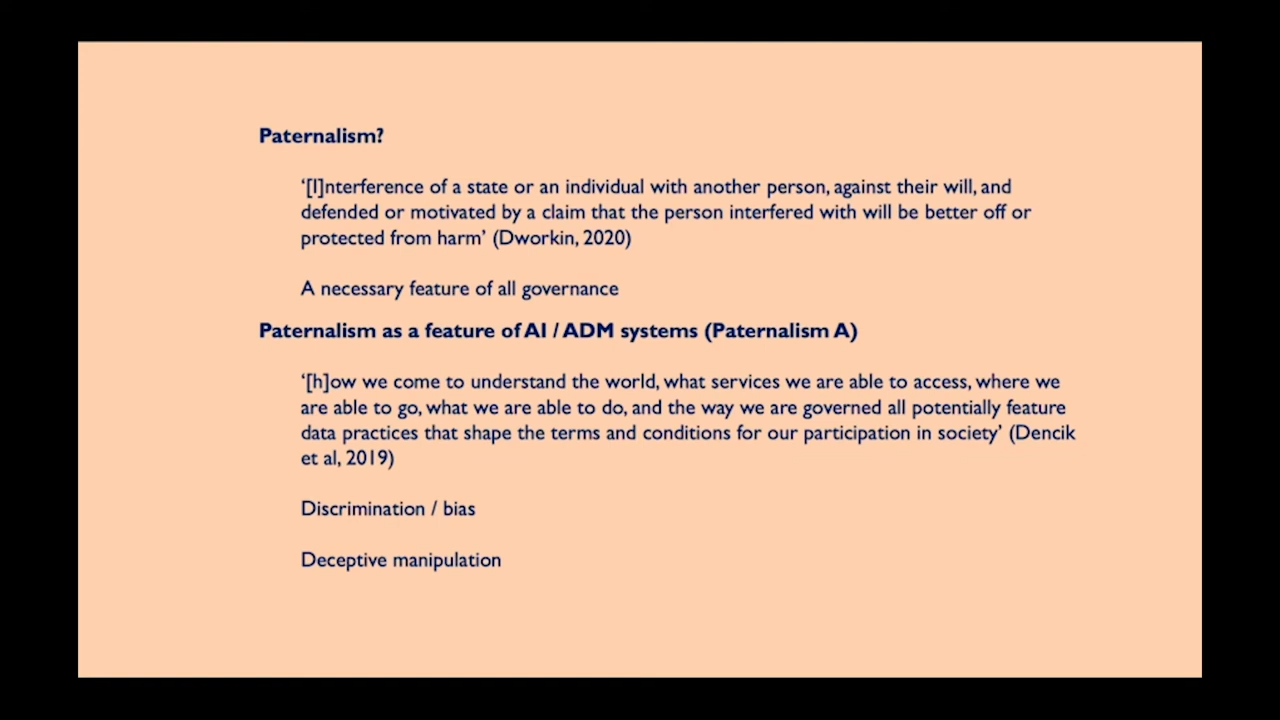 Paternalism?
‘[I]nterference of a state or an individual with another person, against their will, and
defended or motivated by a claim that the person interfered with will be better off or
protected from harm’ (Dworkin, 2020)
A necessary feature of all governance
Paternalism as a feature of AI / ADM systems (Paternalism A)
‘[h]ow we come to understand the world, what services we are able to access, where we
are able to go, what we are able to do, and the way we are governed all potentially feature
data practices that shape the terms and conditions for our participation in society’ (Dencik
et al, 2019)
Discrimination / bias
Deceptive manipulation